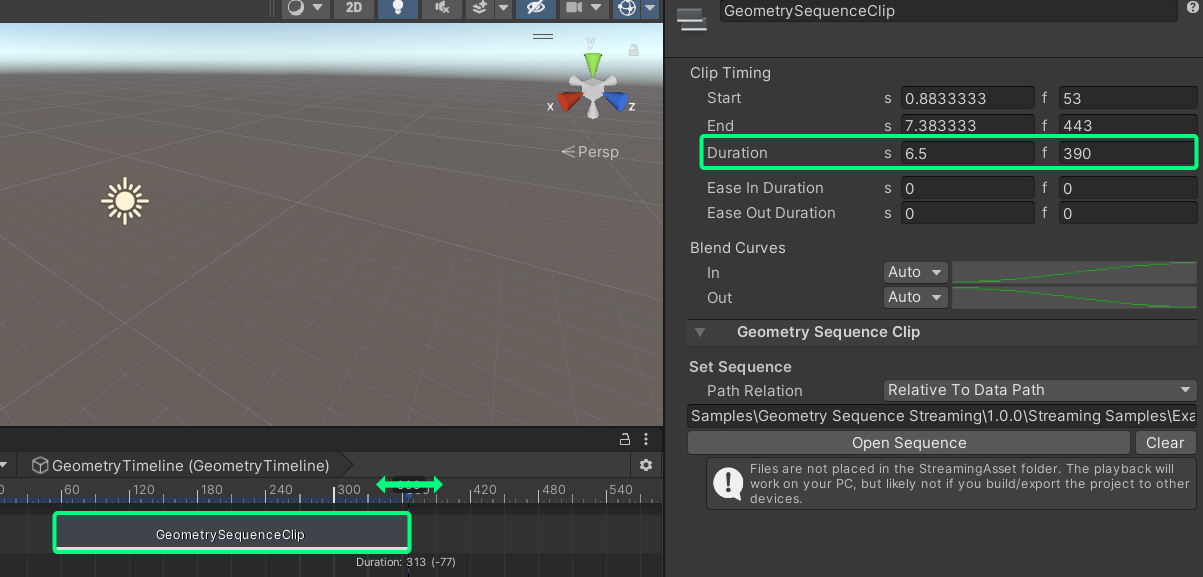 2D
y
x
z
Persp
GeometryTimeline (GeometryTimeline)
0 60 120 180 240 300 420 480 540
GeometrySequenceClip
Duration: 313 (-77)
GeometrySequenceClip
Clip Timing
Start s 0.8833333 f 53
End s 7.383333 f 443
Duration s 6.5 f 390
Ease In Duration s 0 f 0
Ease Out Duration s 0 f 0
Blend Curves
In Auto
Out Auto
Geometry Sequence Clip
Set Sequence
Path Relation Relative To Data Path
Samples\Geometry Sequence Streaming\1.0.0\Streaming Samples\Exa
Open Sequence Clear
Files are not placed in the StreamingAsset folder. The playback will
work on your PC, but likely not if you build/export the project to other
devices.